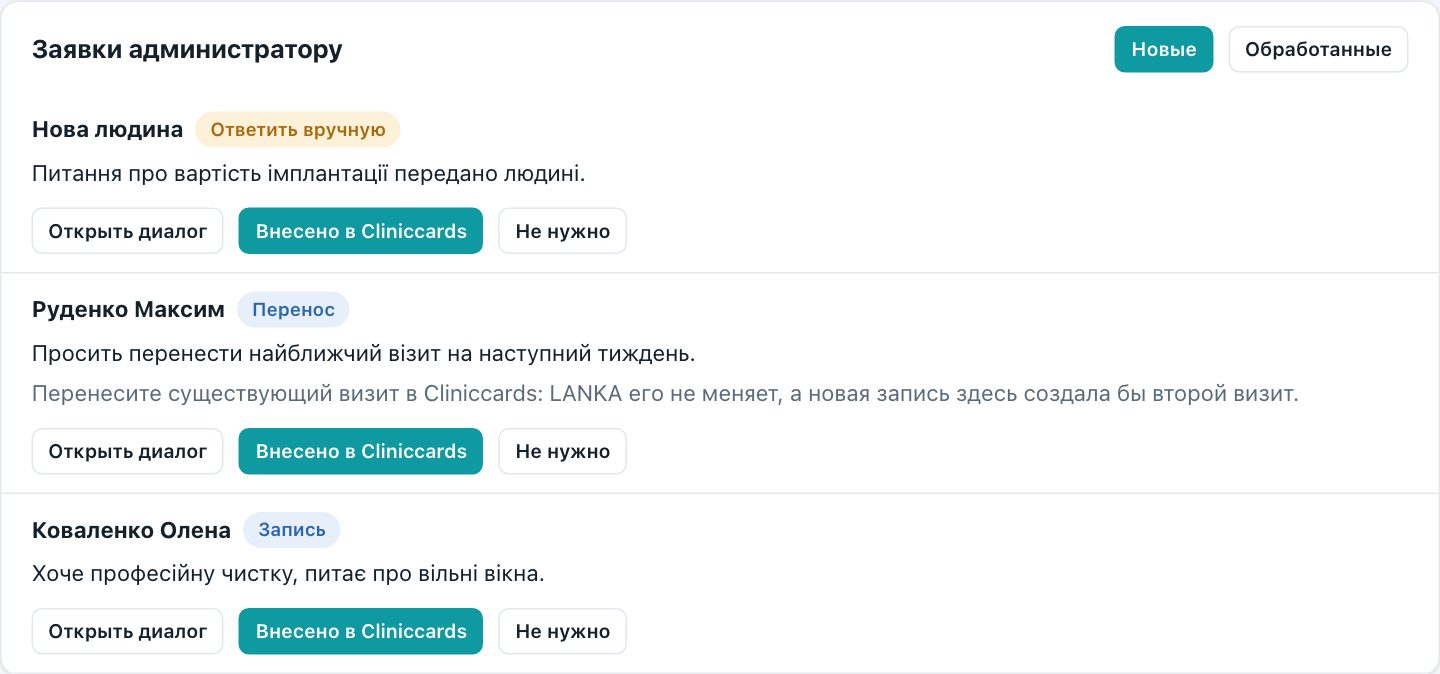 Заявки администратору
Новые
Обработанные
Нова людина
Ответить вручную
Питання про вартість імплантації передано людині.
Открыть диалог
Внесено в Cliniccards
Не нужно
Руденко Максим
Перенос
Просить перенести найближчий візит на наступний тиждень.
Перенесите существующий визит в Cliniccards: LANKA его не меняет, а новая запись здесь создала бы второй визит.
Открыть диалог
Внесено в Cliniccards
Не нужно
Коваленко Олена
Запись
Хоче професійну чистку, питає про вільні вікна.
Открыть диалог
Внесено в Cliniccards
Не нужно